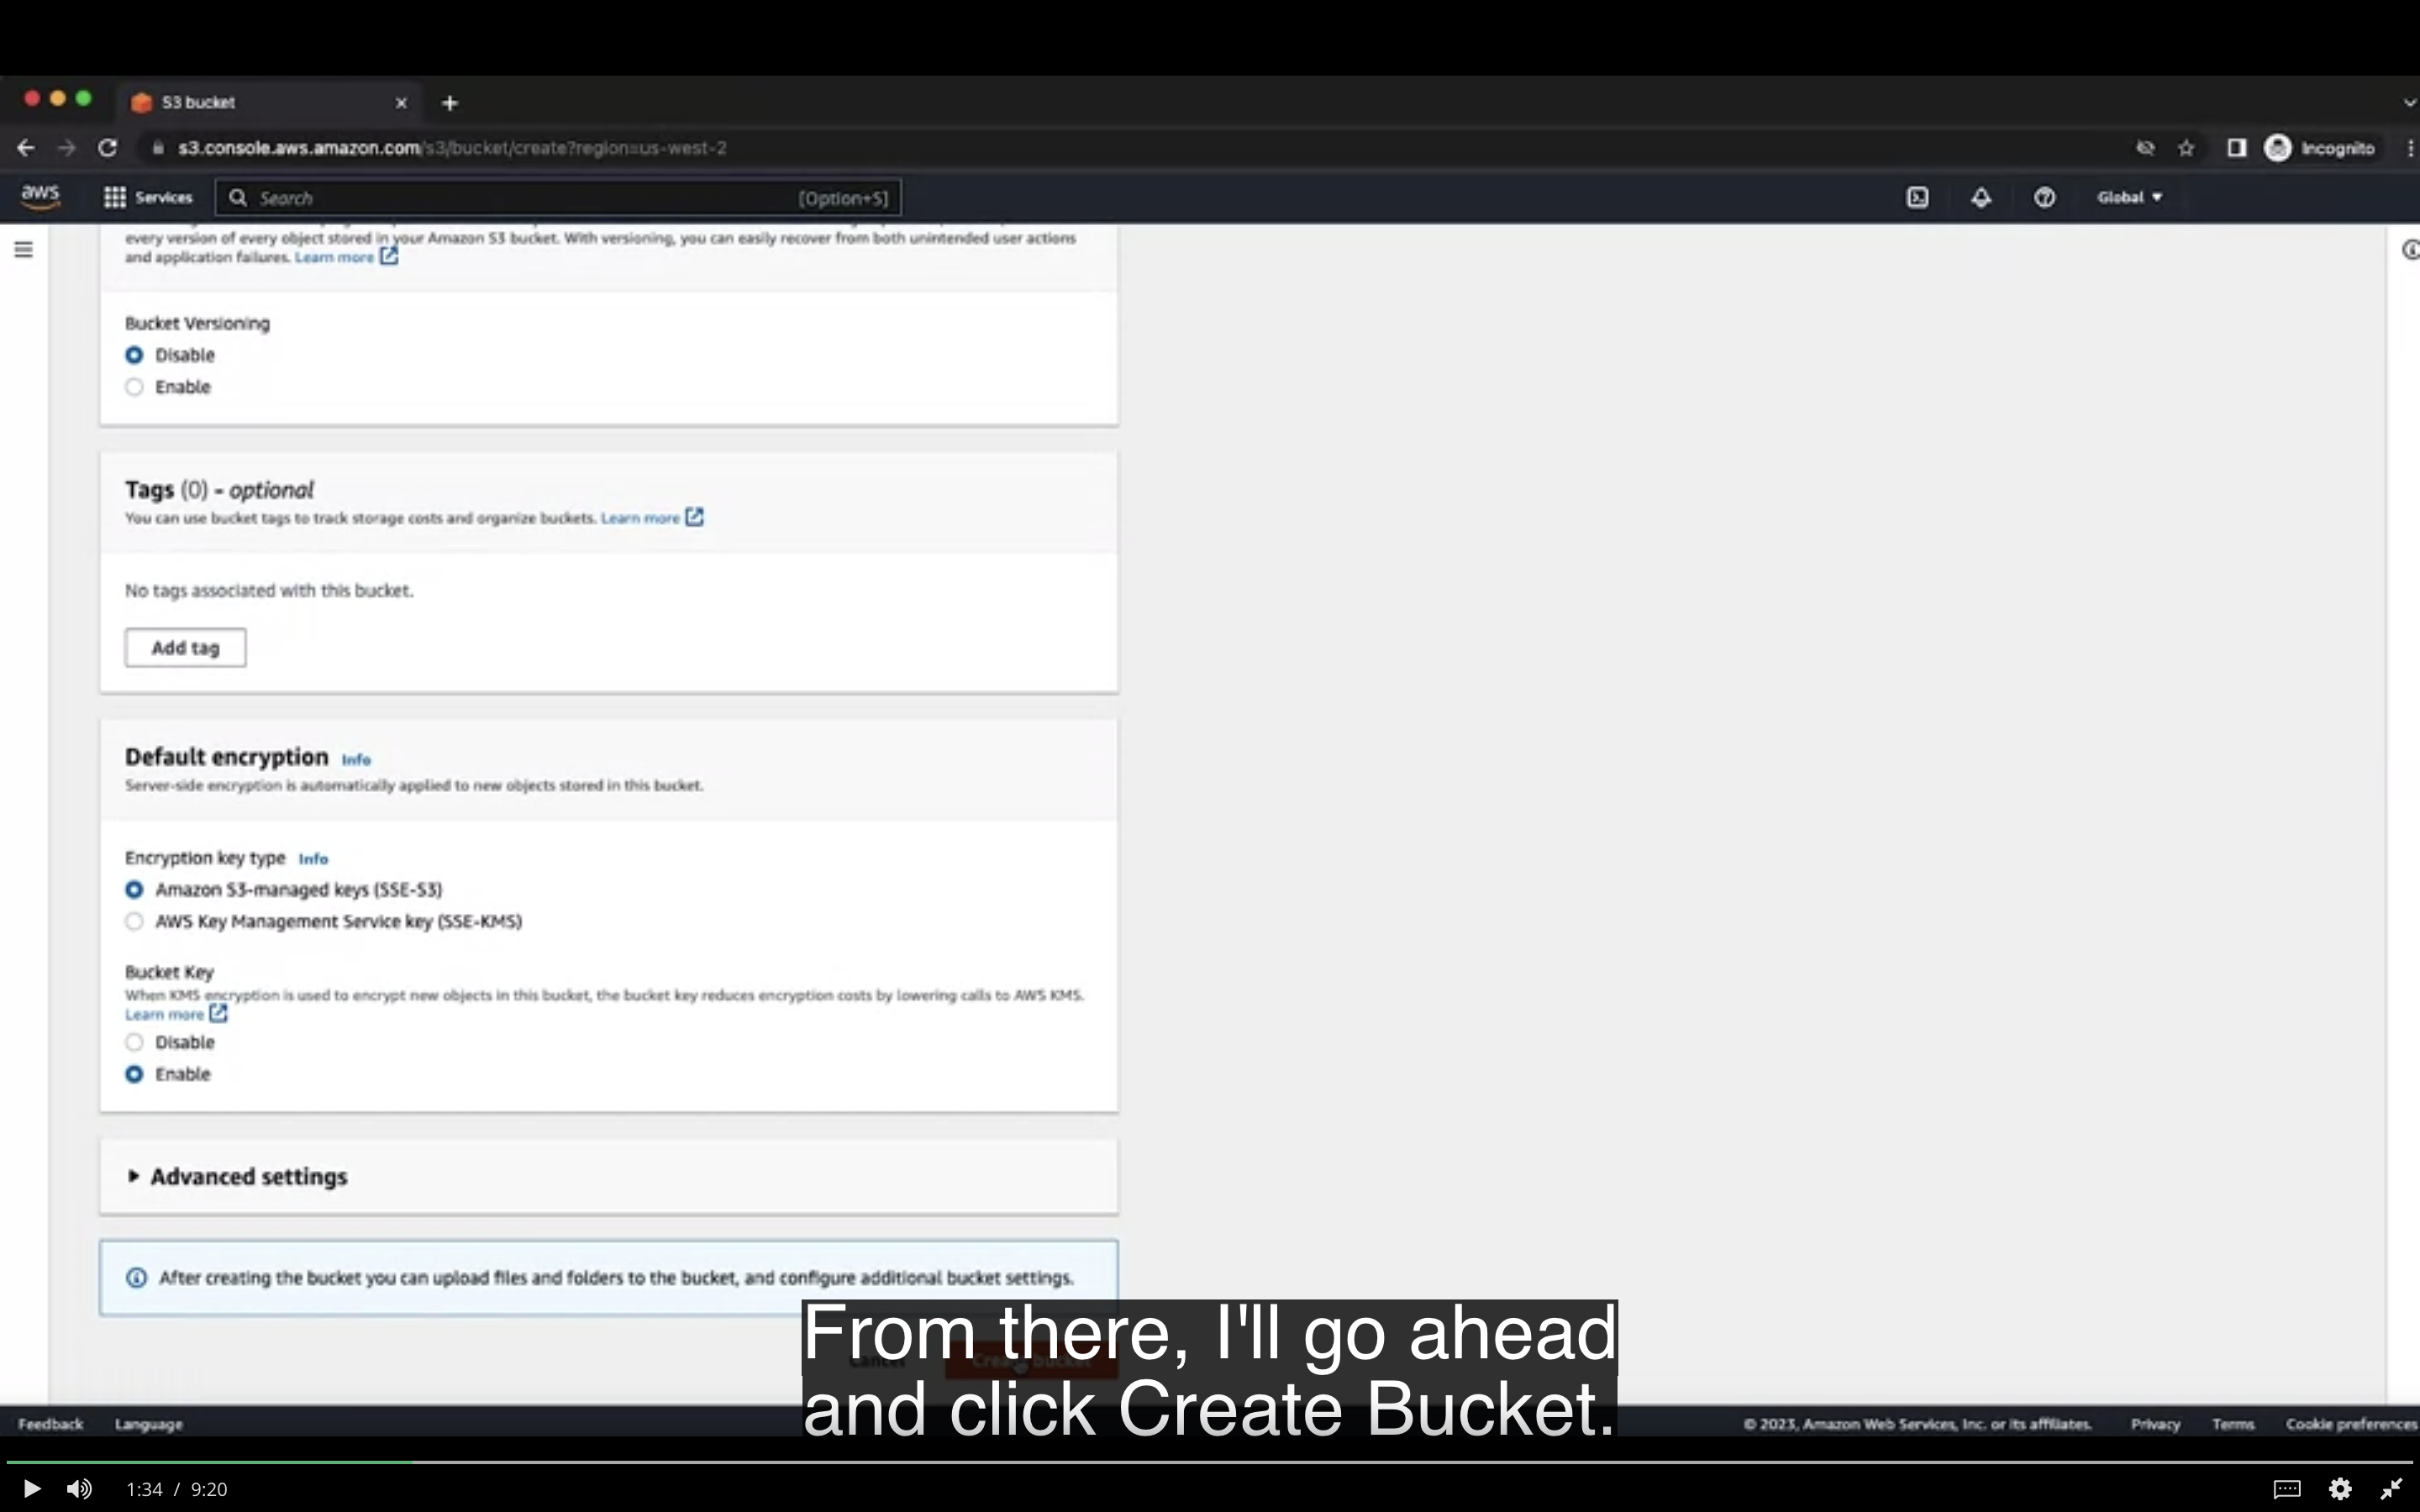 S3 bucket
s3.console.aws.amazon.com/s3/bucket/create?region=us-west-2
Incognito
aws
Services
Search
[Option+S]
Global
every version of every object stored in your Amazon S3 bucket. With versioning, you can easily recover from both unintended user actions
and application failures. Learn more
Bucket Versioning
Disable
Enable
Tags (0) - optional
You can use bucket tags to track storage costs and organize buckets. Learn more
No tags associated with this bucket.
Add tag
Default encryption Info
Server-side encryption is automatically applied to new objects stored in this bucket.
Encryption key type Info
Amazon S3-managed keys (SSE-S3)
AWS Key Management Service key (SSE-KMS)
Bucket Key
When KMS encryption is used to encrypt new objects in this bucket, the bucket key reduces encryption costs by lowering calls to AWS KMS.
Learn more
Disable
Enable
Advanced settings
After creating the bucket you can upload files and folders to the bucket, and configure additional bucket settings.
From there, I'll go ahead
and click Create Bucket.
Feedback
Language
© 2023, Amazon Web Services, Inc. or its affiliates.
Privacy
Terms
Cookie preferences
1:34 / 9:20